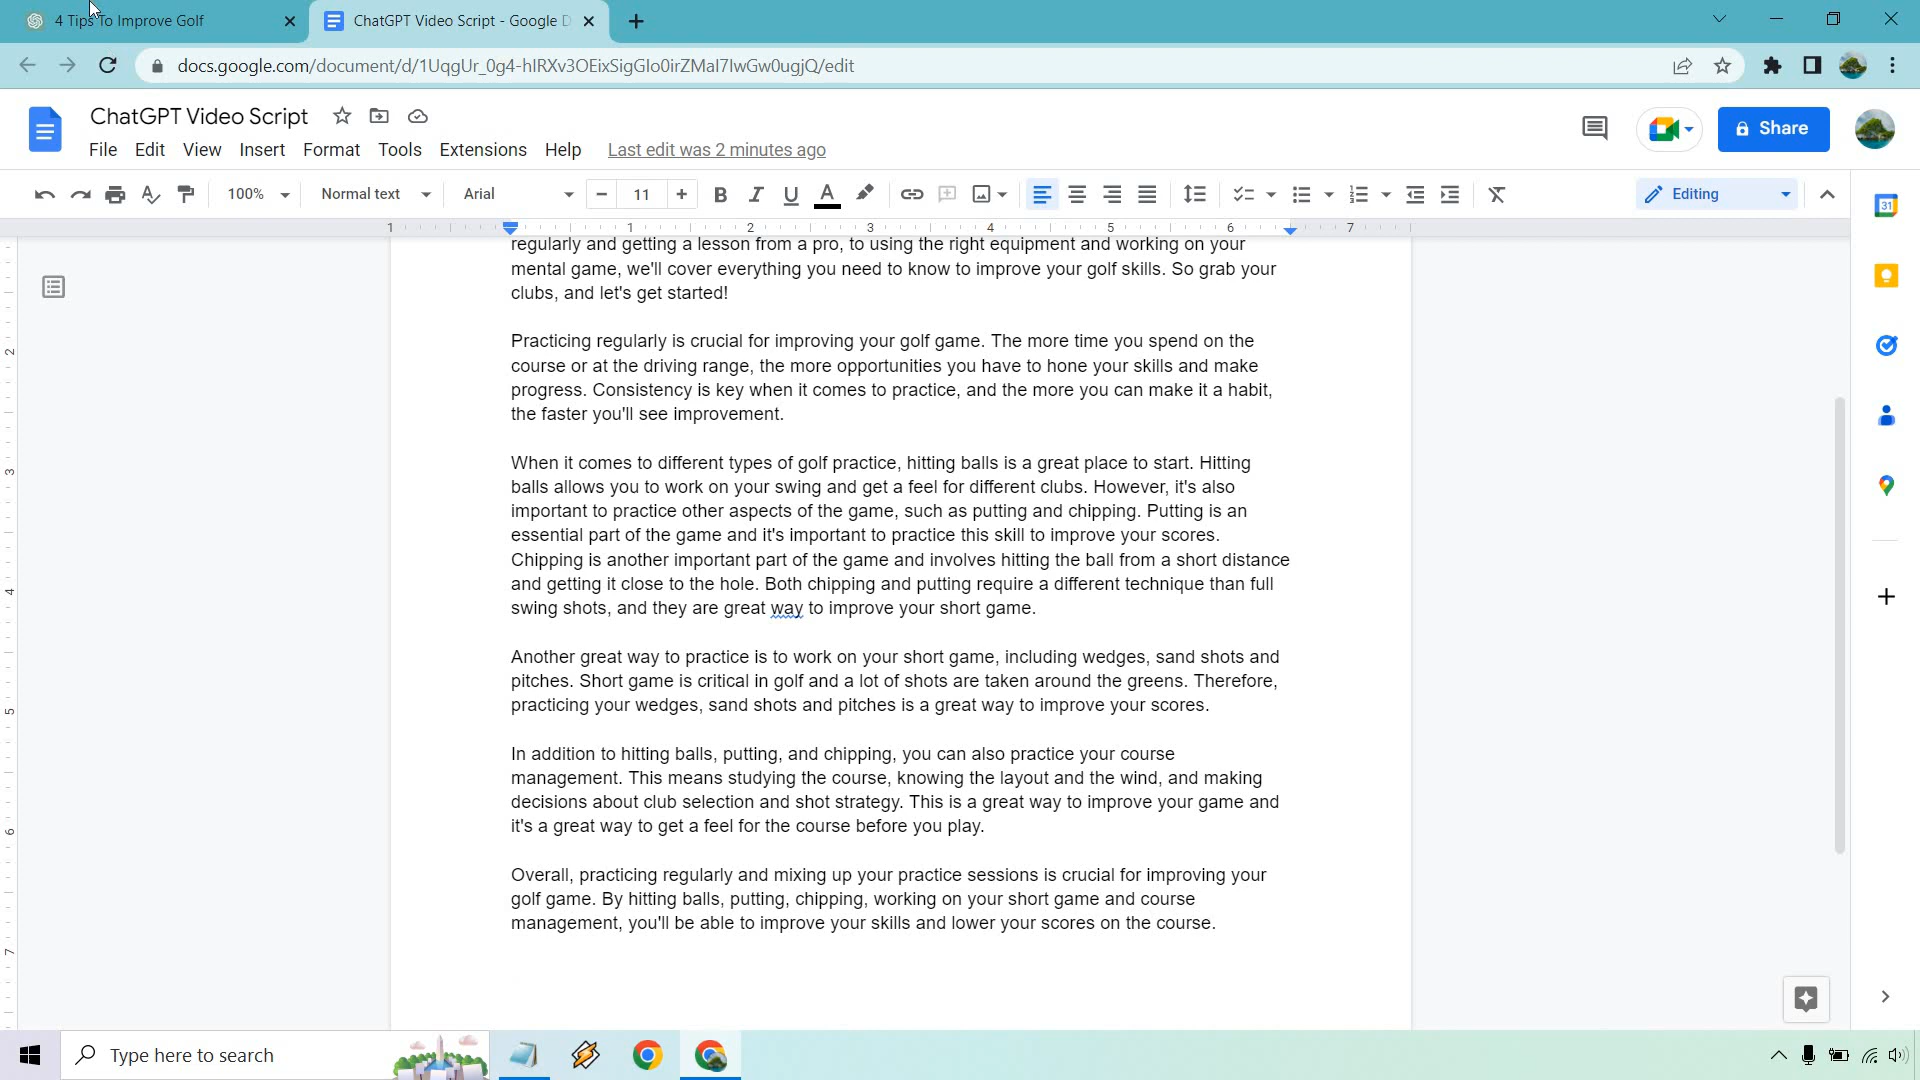 4 Tips To Improve Golf
ChatGPT Video Script - Google D
docs.google.com/document/d/1UqgUr_0g4-hIRXv3OEixSigGIo0irZMaI7IwGw0ugjQ/edit
ChatGPT Video Script
File Edit View Insert Format Tools Extensions Help Last edit was 2 minutes ago
Share
100% Normal text Arial 11 Editing
1 1 2 3 4 5 6 7
regularly and getting a lesson from a pro, to using the right equipment and working on your
mental game, we'll cover everything you need to know to improve your golf skills. So grab your
clubs, and let's get started!
Practicing regularly is crucial for improving your golf game. The more time you spend on the
course or at the driving range, the more opportunities you have to hone your skills and make
progress. Consistency is key when it comes to practice, and the more you can make it a habit,
the faster you'll see improvement.
When it comes to different types of golf practice, hitting balls is a great place to start. Hitting
balls allows you to work on your swing and get a feel for different clubs. However, it's also
important to practice other aspects of the game, such as putting and chipping. Putting is an
essential part of the game and it's important to practice this skill to improve your scores.
Chipping is another important part of the game and involves hitting the ball from a short distance
and getting it close to the hole. Both chipping and putting require a different technique than full
swing shots, and they are great way to improve your short game.
Another great way to practice is to work on your short game, including wedges, sand shots and
pitches. Short game is critical in golf and a lot of shots are taken around the greens. Therefore,
practicing your wedges, sand shots and pitches is a great way to improve your scores.
In addition to hitting balls, putting, and chipping, you can also practice your course
management. This means studying the course, knowing the layout and the wind, and making
decisions about club selection and shot strategy. This is a great way to improve your game and
it's a great way to get a feel for the course before you play.
Overall, practicing regularly and mixing up your practice sessions is crucial for improving your
golf game. By hitting balls, putting, chipping, working on your short game and course
management, you'll be able to improve your skills and lower your scores on the course.
2
3
4
5
6
7
31
Type here to search